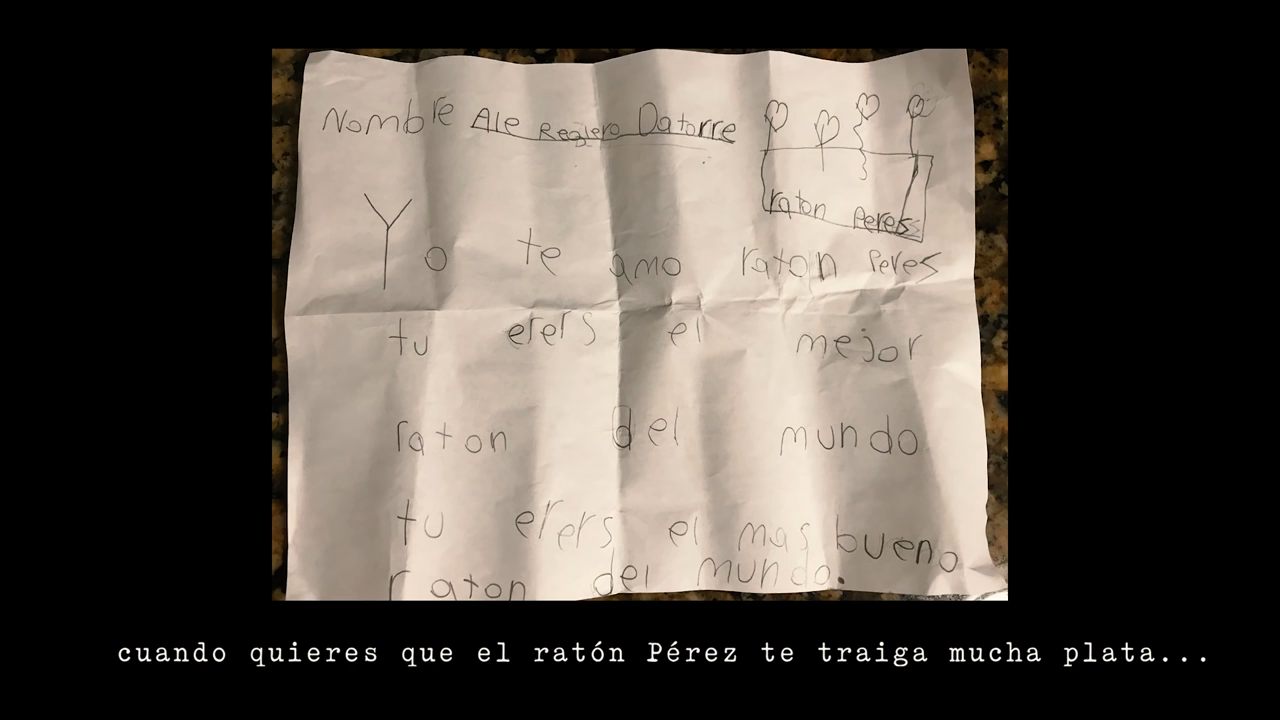 Nombre Ale Reglero Datorre
raton Peres
Yo te amo raton Peres
tu erers el mejor
raton del mundo
tu erers el mas bueno
raton del mundo.
cuando quieres que el ratón Pérez te traiga mucha plata...